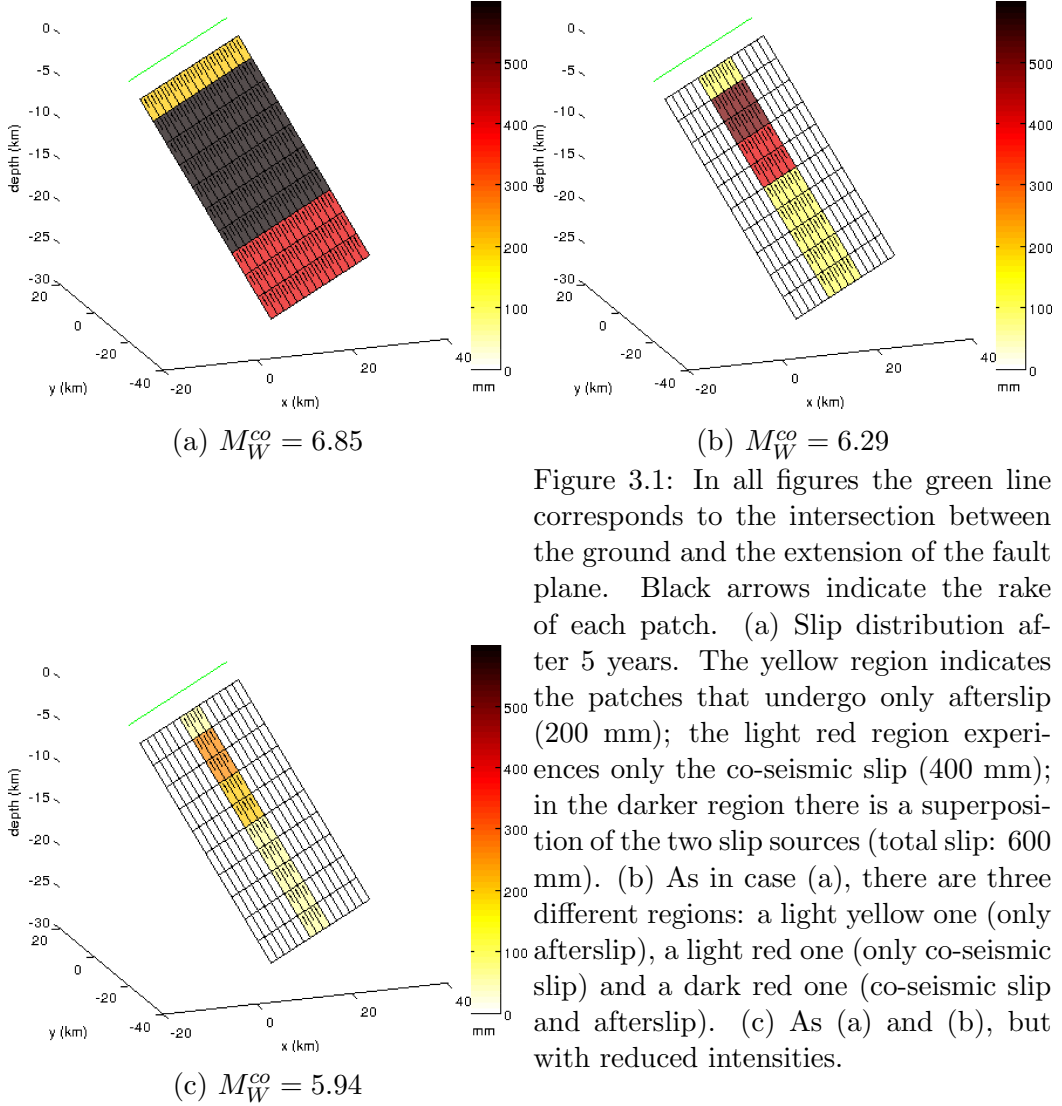 0
-5
-10
-15
-20
-25
-30
depth (km)
20
0
-20
-40
y (km)
-20
0
20
40
x (km)
500
400
300
200
100
0
mm
(a) M_W^{co} = 6.85
0
-5
-10
-15
-20
-25
-30
depth (km)
20
0
-20
-40
y (km)
-20
0
20
40
x (km)
500
400
300
200
100
0
mm
(b) M_W^{co} = 6.29
0
-5
-10
-15
-20
-25
-30
depth (km)
20
0
-20
-40
y (km)
-20
0
20
40
x (km)
500
400
300
200
100
0
mm
(c) M_W^{co} = 5.94
Figure 3.1: In all figures the green line
corresponds to the intersection between
the ground and the extension of the fault
plane. Black arrows indicate the rake
of each patch. (a) Slip distribution af-
ter 5 years. The yellow region indicates
the patches that undergo only afterslip
(200 mm); the light red region experi-
ences only the co-seismic slip (400 mm);
in the darker region there is a superposi-
tion of the two slip sources (total slip: 600
mm). (b) As in case (a), there are three
different regions: a light yellow one (only
afterslip), a light red one (only co-seismic
slip) and a dark red one (co-seismic slip
and afterslip). (c) As (a) and (b), but
with reduced intensities.